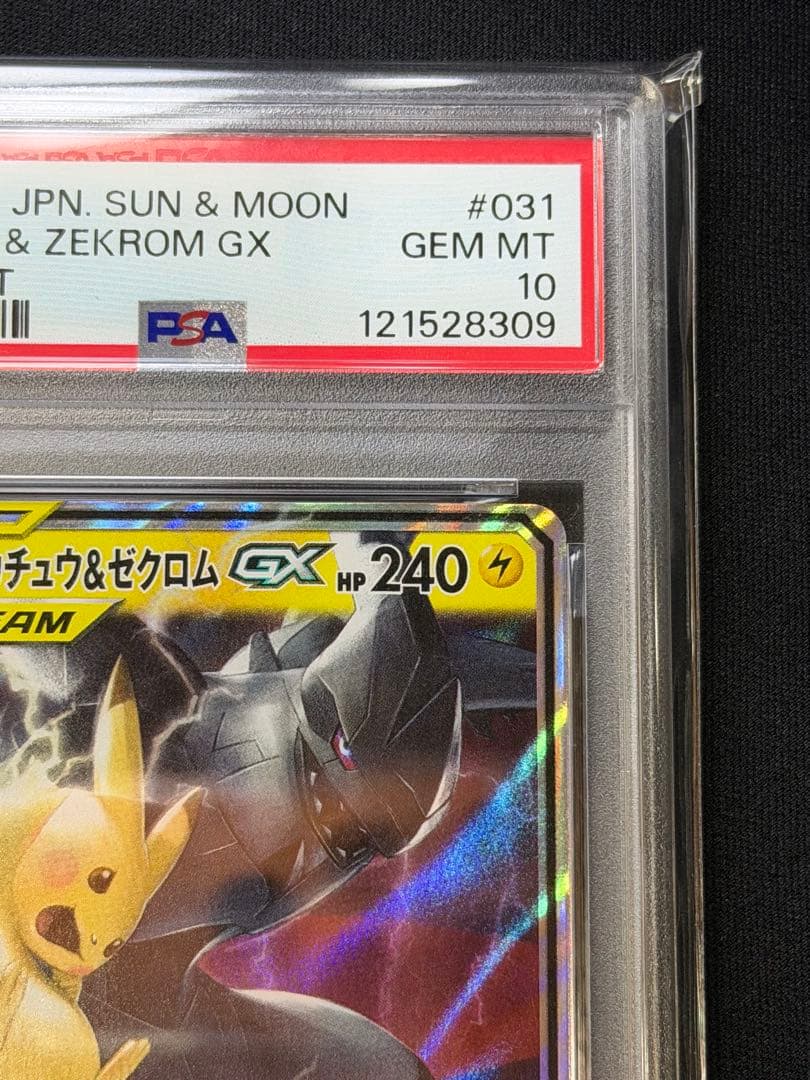 JPN. SUN & MOON #031
& ZEKROM GX GEM MT
T 10
PSA 121528309
チュウ&ゼクロム GX HP 240
EAM